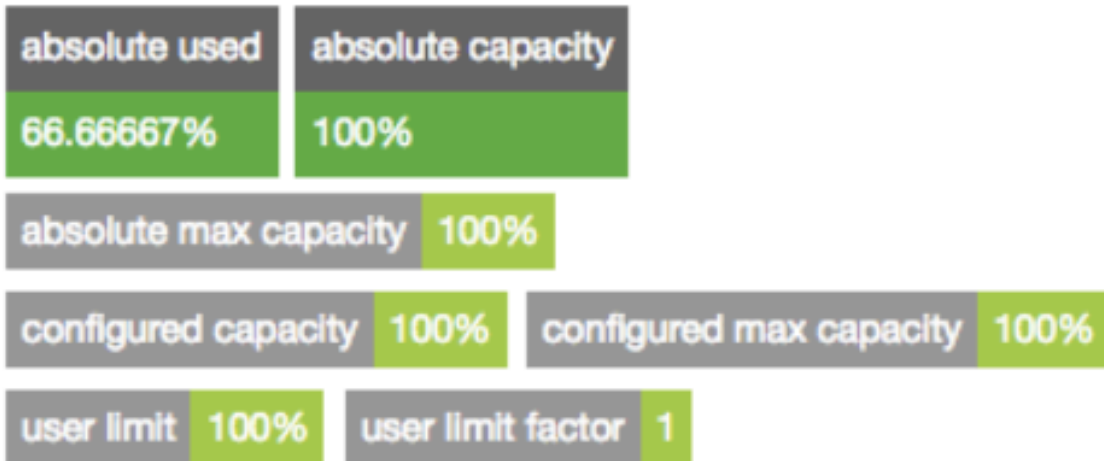 absolute used absolute capacity
66.66667% 100%
absolute max capacity 100%
configured capacity 100% configured max capacity 100%
user limit 100% user limit factor 1